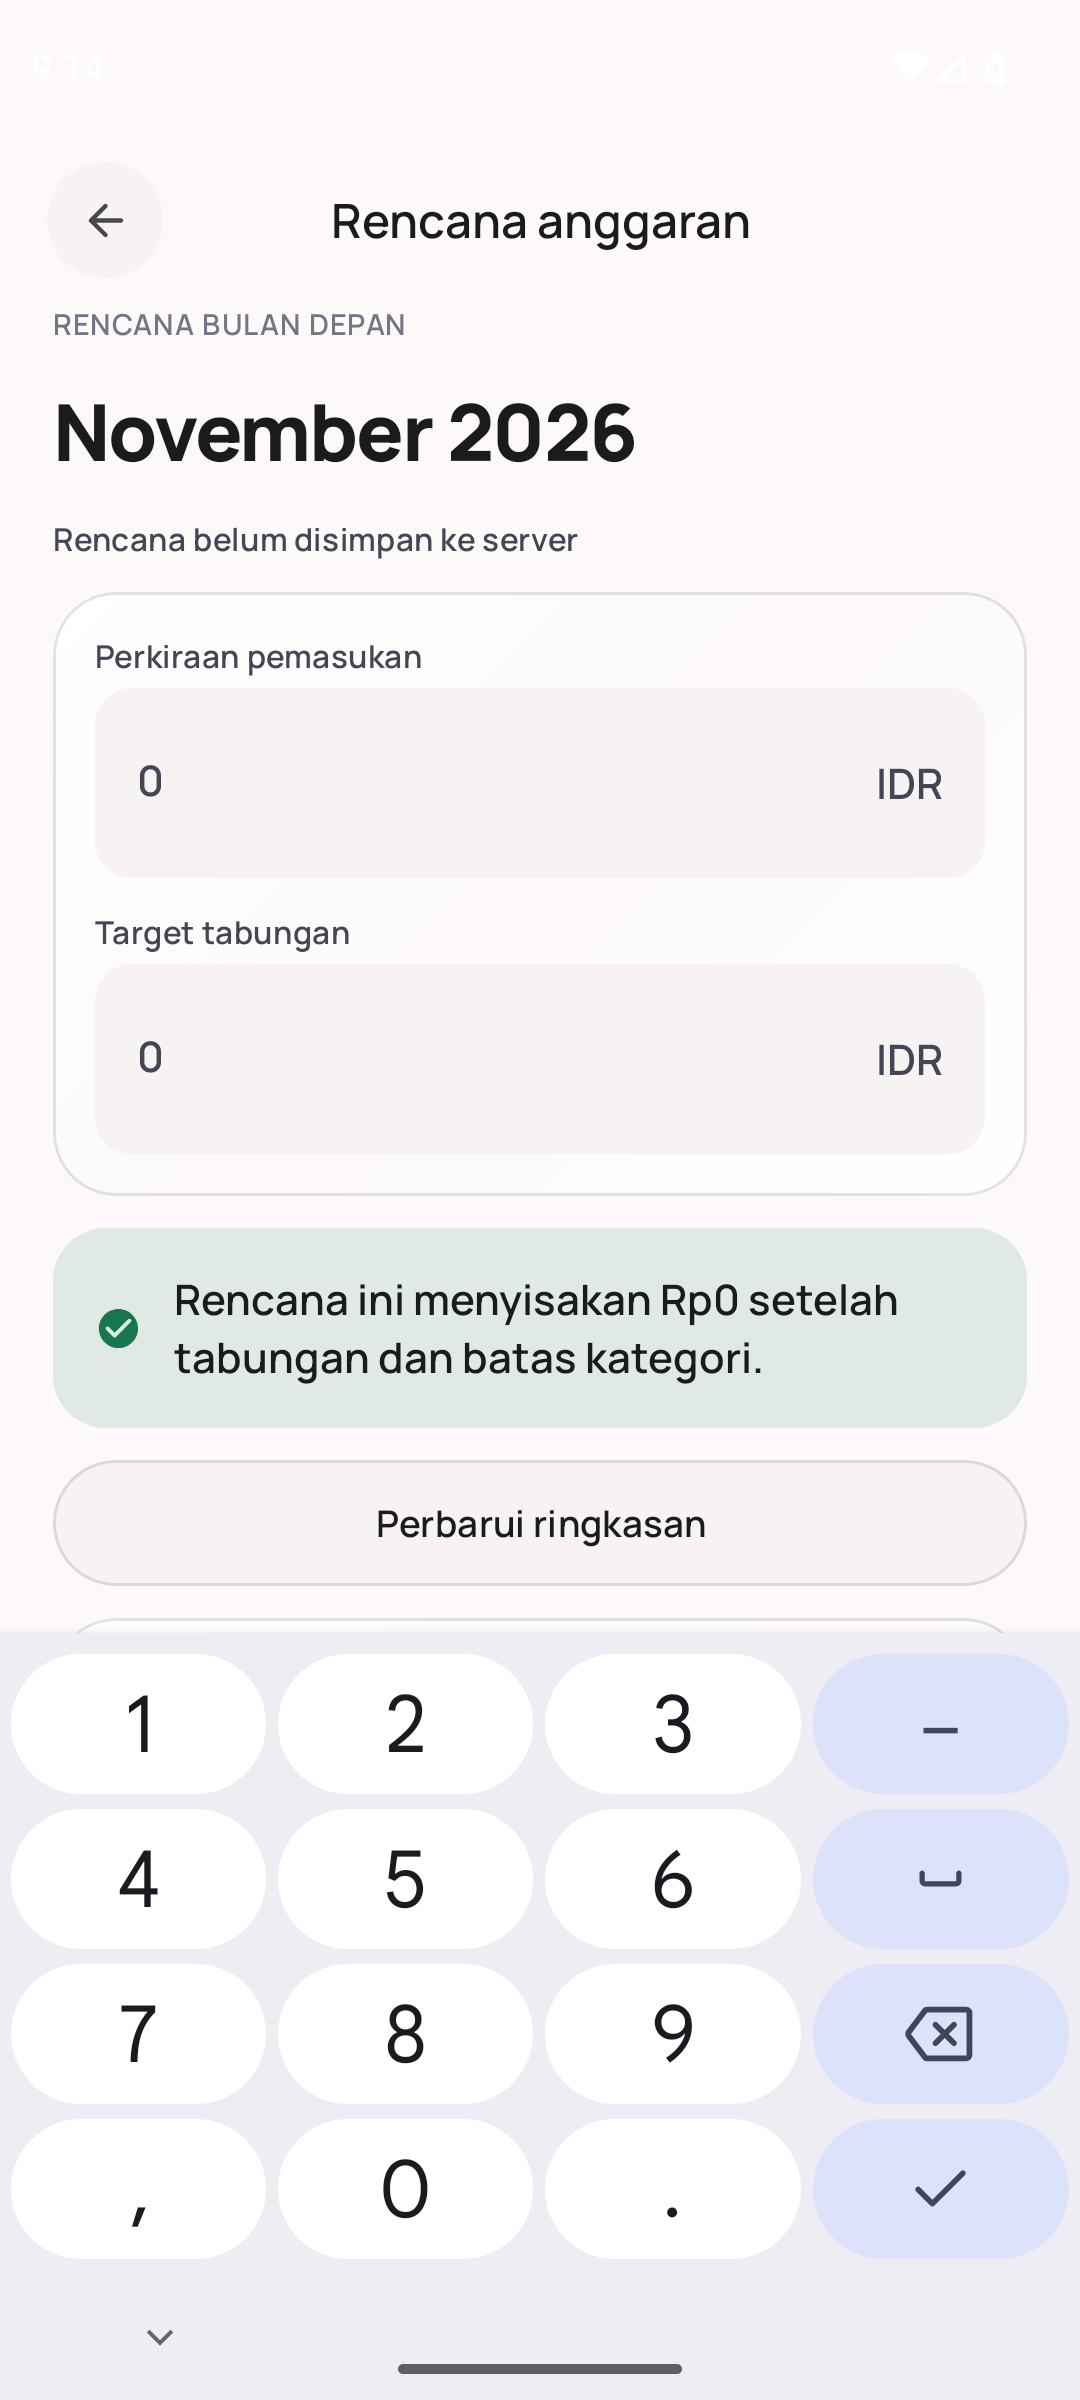 9:14
Rencana anggaran
RENCANA BULAN DEPAN
November 2026
Rencana belum disimpan ke server
Perkiraan pemasukan
0 IDR
Target tabungan
0 IDR
Rencana ini menyisakan Rp0 setelah
tabungan dan batas kategori.
Perbarui ringkasan
1 2 3 –
4 5 6
7 8 9
, 0 .